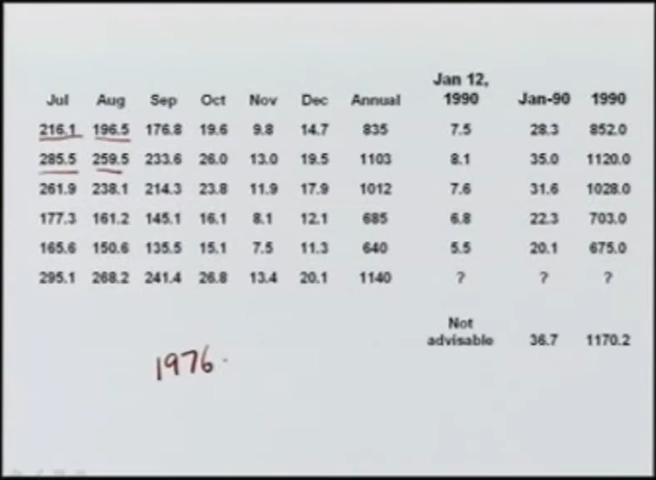 Jan 12,
Jul Aug Sep Oct Nov Dec Annual 1990 Jan-90 1990
216.1 196.5 176.8 19.6 9.8 14.7 835 7.5 28.3 852.0
285.5 259.5 233.6 26.0 13.0 19.5 1103 8.1 35.0 1120.0
261.9 238.1 214.3 23.8 11.9 17.9 1012 7.6 31.6 1028.0
177.3 161.2 145.1 16.1 8.1 12.1 685 6.8 22.3 703.0
165.6 150.6 135.5 15.1 7.5 11.3 640 5.5 20.1 675.0
295.1 268.2 241.4 26.8 13.4 20.1 1140 ? ? ?
Not
advisable 36.7 1170.2
1976.